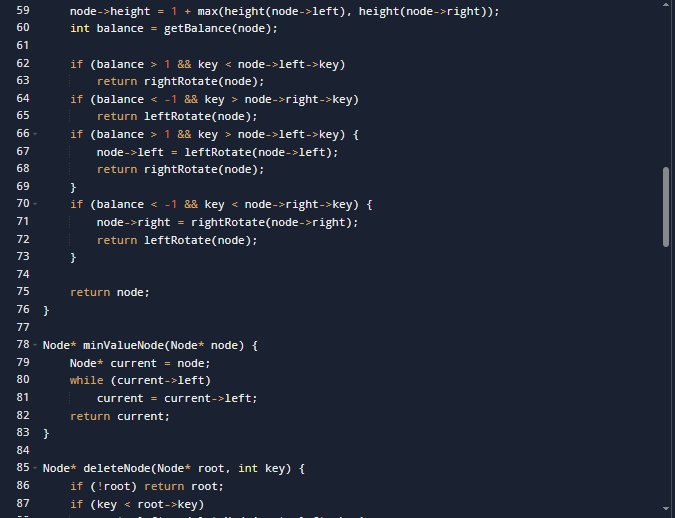 59 node->height = 1 + max(height(node->left), height(node->right));
60 int balance = getBalance(node);
61
62 if (balance > 1 && key < node->left->key)
63 return rightRotate(node);
64 if (balance < -1 && key > node->right->key)
65 return leftRotate(node);
66 if (balance > 1 && key > node->left->key) {
67 node->left = leftRotate(node->left);
68 return rightRotate(node);
69 }
70 if (balance < -1 && key < node->right->key) {
71 node->right = rightRotate(node->right);
72 return leftRotate(node);
73 }
74
75 return node;
76 }
77
78 Node* minValueNode(Node* node) {
79 Node* current = node;
80 while (current->left)
81 current = current->left;
82 return current;
83 }
84
85 Node* deleteNode(Node* root, int key) {
86 if (!root) return root;
87 if (key < root->key)